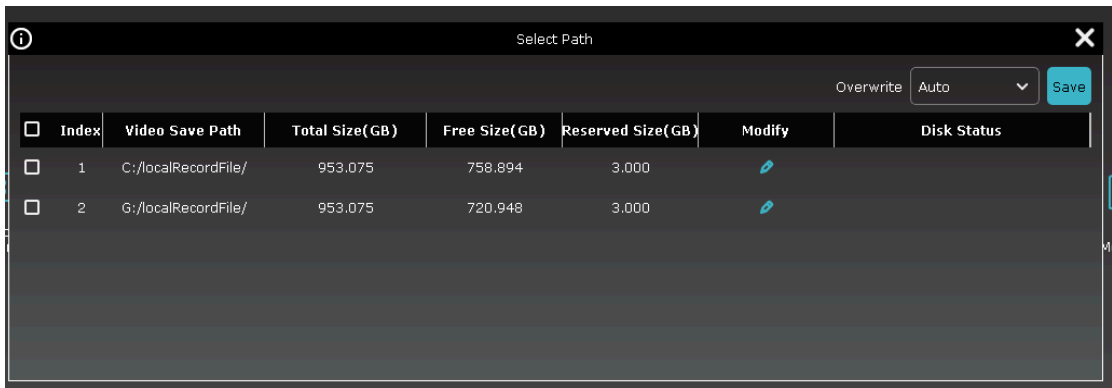 Select Path
Overwrite Auto Save
Index Video Save Path Total Size(GB) Free Size(GB) Reserved Size(GB) Modify Disk Status
1 C:/localRecordFile/ 953.075 758.894 3.000
2 G:/localRecordFile/ 953.075 720.948 3.000